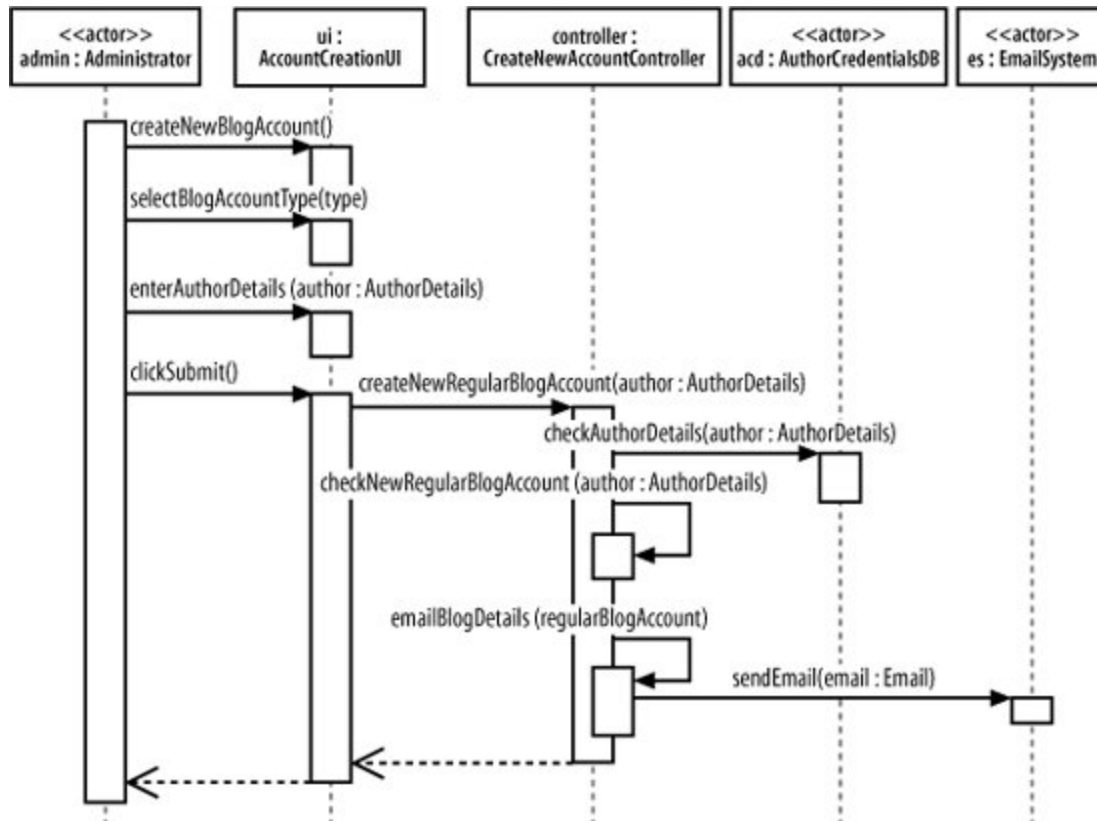 <<actor>>
admin : Administrator
ui :
AccountCreationUI
controller :
CreateNewAccountController
<<actor>>
acd : AuthorCredentialsDB
<<actor>>
es : EmailSystem
createNewBlogAccount()
selectBlogAccountType(type)
enterAuthorDetails (author : AuthorDetails)
clickSubmit()
createNewRegularBlogAccount(author : AuthorDetails)
checkAuthorDetails(author : AuthorDetails)
checkNewRegularBlogAccount (author : AuthorDetails)
emailBlogDetails (regularBlogAccount)
sendEmail(email : Email)